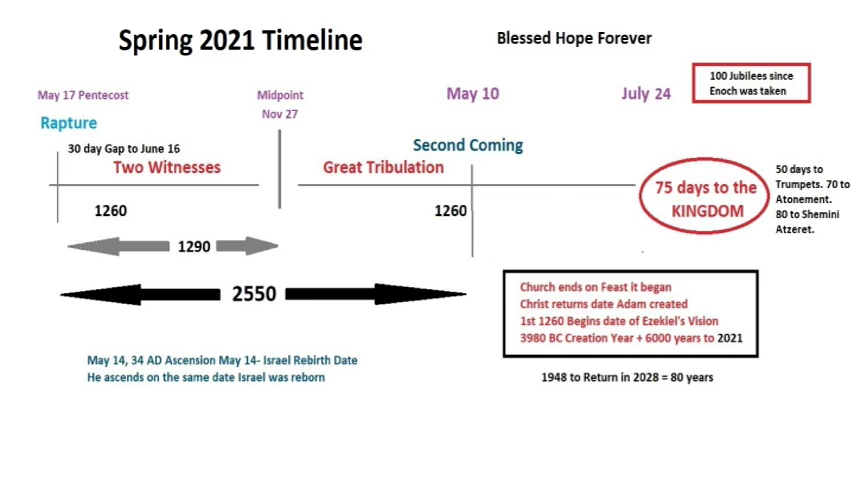 Spring 2021 Timeline
Blessed Hope Forever
100 Jubilees since
Enoch was taken
May 17 Pentecost
Midpoint
Nov 27
May 10
July 24
Rapture
30 day Gap to June 16
Second Coming
Two Witnesses
Great Tribulation
75 days to the
KINGDOM
50 days to
Trumpets. 70 to
Atonement.
80 to Shemini
Atzeret.
1260
1260
1290
2550
Church ends on Feast it began
Christ returns date Adam created
1st 1260 Begins date of Ezekiel's Vision
3980 BC Creation Year + 6000 years to 2021
May 14, 34 AD Ascension May 14- Israel Rebirth Date
He ascends on the same date Israel was reborn
1948 to Return in 2028 = 80 years